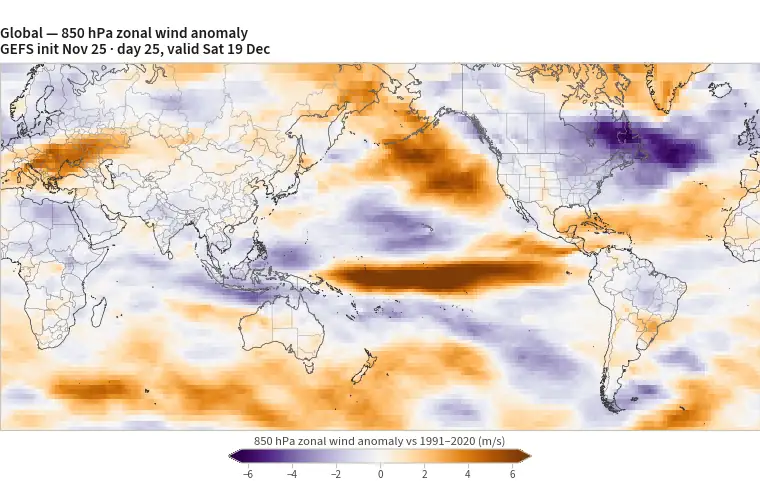 Global — 850 hPa zonal wind anomaly
GEFS init Nov 25 · day 25, valid Sat 19 Dec
850 hPa zonal wind anomaly vs 1991–2020 (m/s)
−6 −4 −2 0 2 4 6